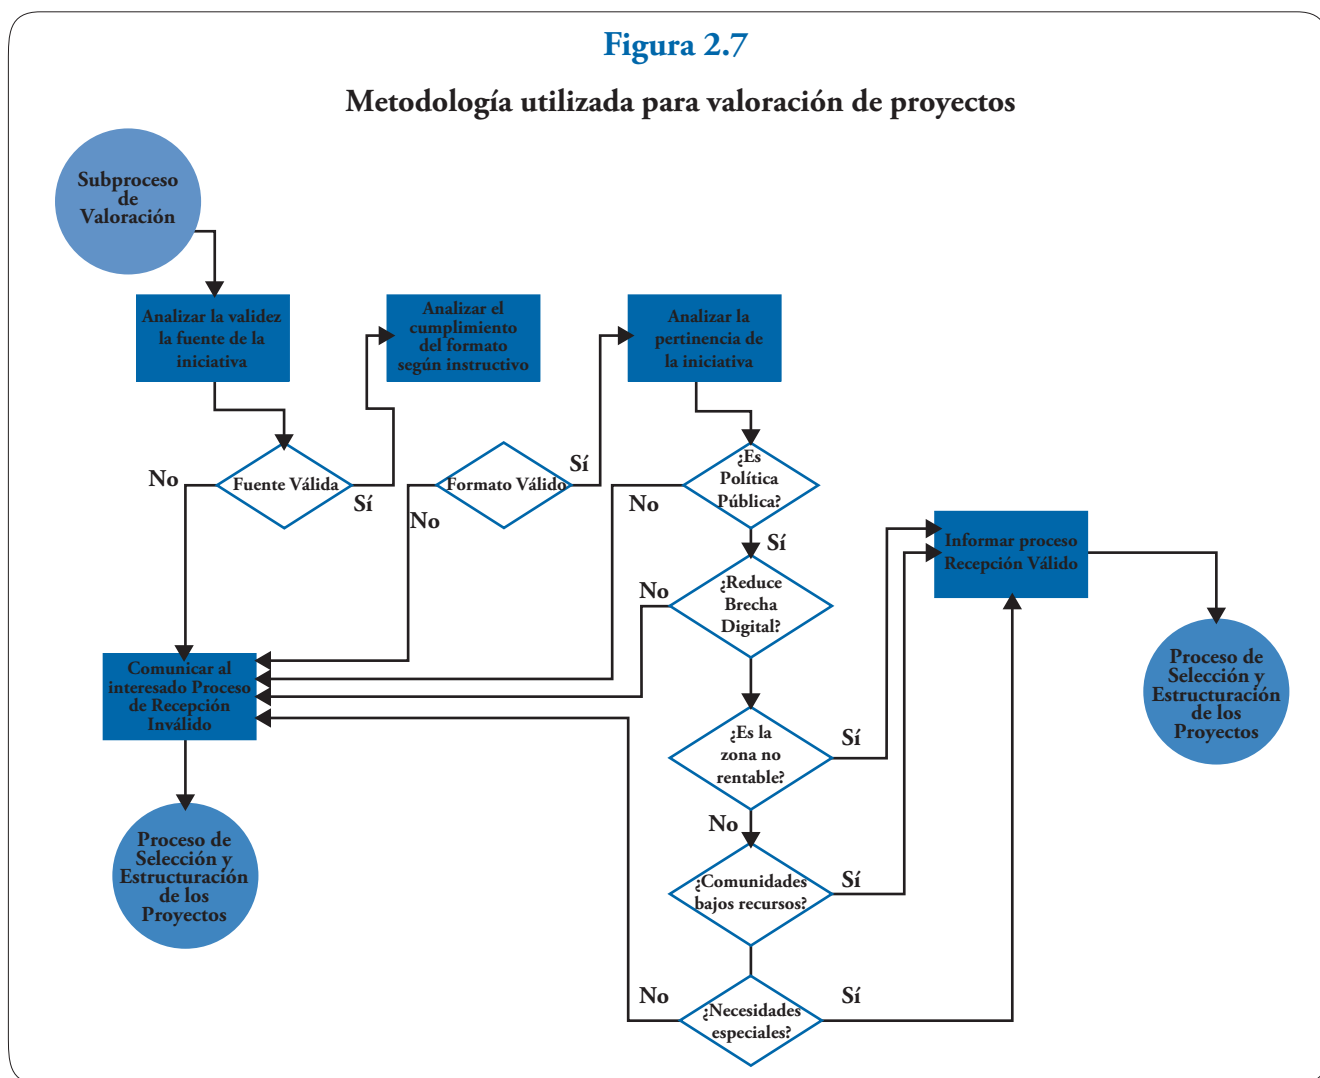 Figura 2.7
Metodología utilizada para valoración de proyectos
Subproceso
de
Valoración
Analizar la validez
la fuente de la
iniciativa
Analizar el
cumplimiento
del formato
según instructivo
Analizar la
pertinencia de
la iniciativa
No
Fuente Válida
Sí
No
Formato Válido
Sí
No
¿Es
Política
Pública?
Sí
No
¿Reduce
Brecha
Digital?
Informar proceso
Recepción Válido
Proceso de
Selección y
Estructuración
de los
Proyectos
Comunicar al
interesado Proceso
de Recepción
Inválido
¿Es la
zona no
rentable?
Sí
No
Proceso de
Selección y
Estructuración
de los
Proyectos
¿Comunidades
bajos recursos?
Sí
No
¿Necesidades
especiales?
Sí